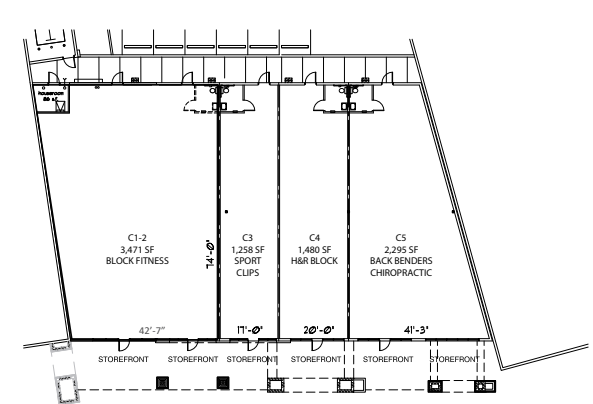 houseroom
C1-2
3,471 SF
BLOCK FITNESS
C3
1,258 SF
SPORT
CLIPS
C4
1,480 SF
H&R BLOCK
C5
2,295 SF
BACK BENDERS
CHIROPRACTIC
74'-0"
42'-7"
17'-0"
20'-0"
41'-3"
STOREFRONT
STOREFRONT
STOREFRONT
STOREFRONT
STOREFRONT
STOREFRONT